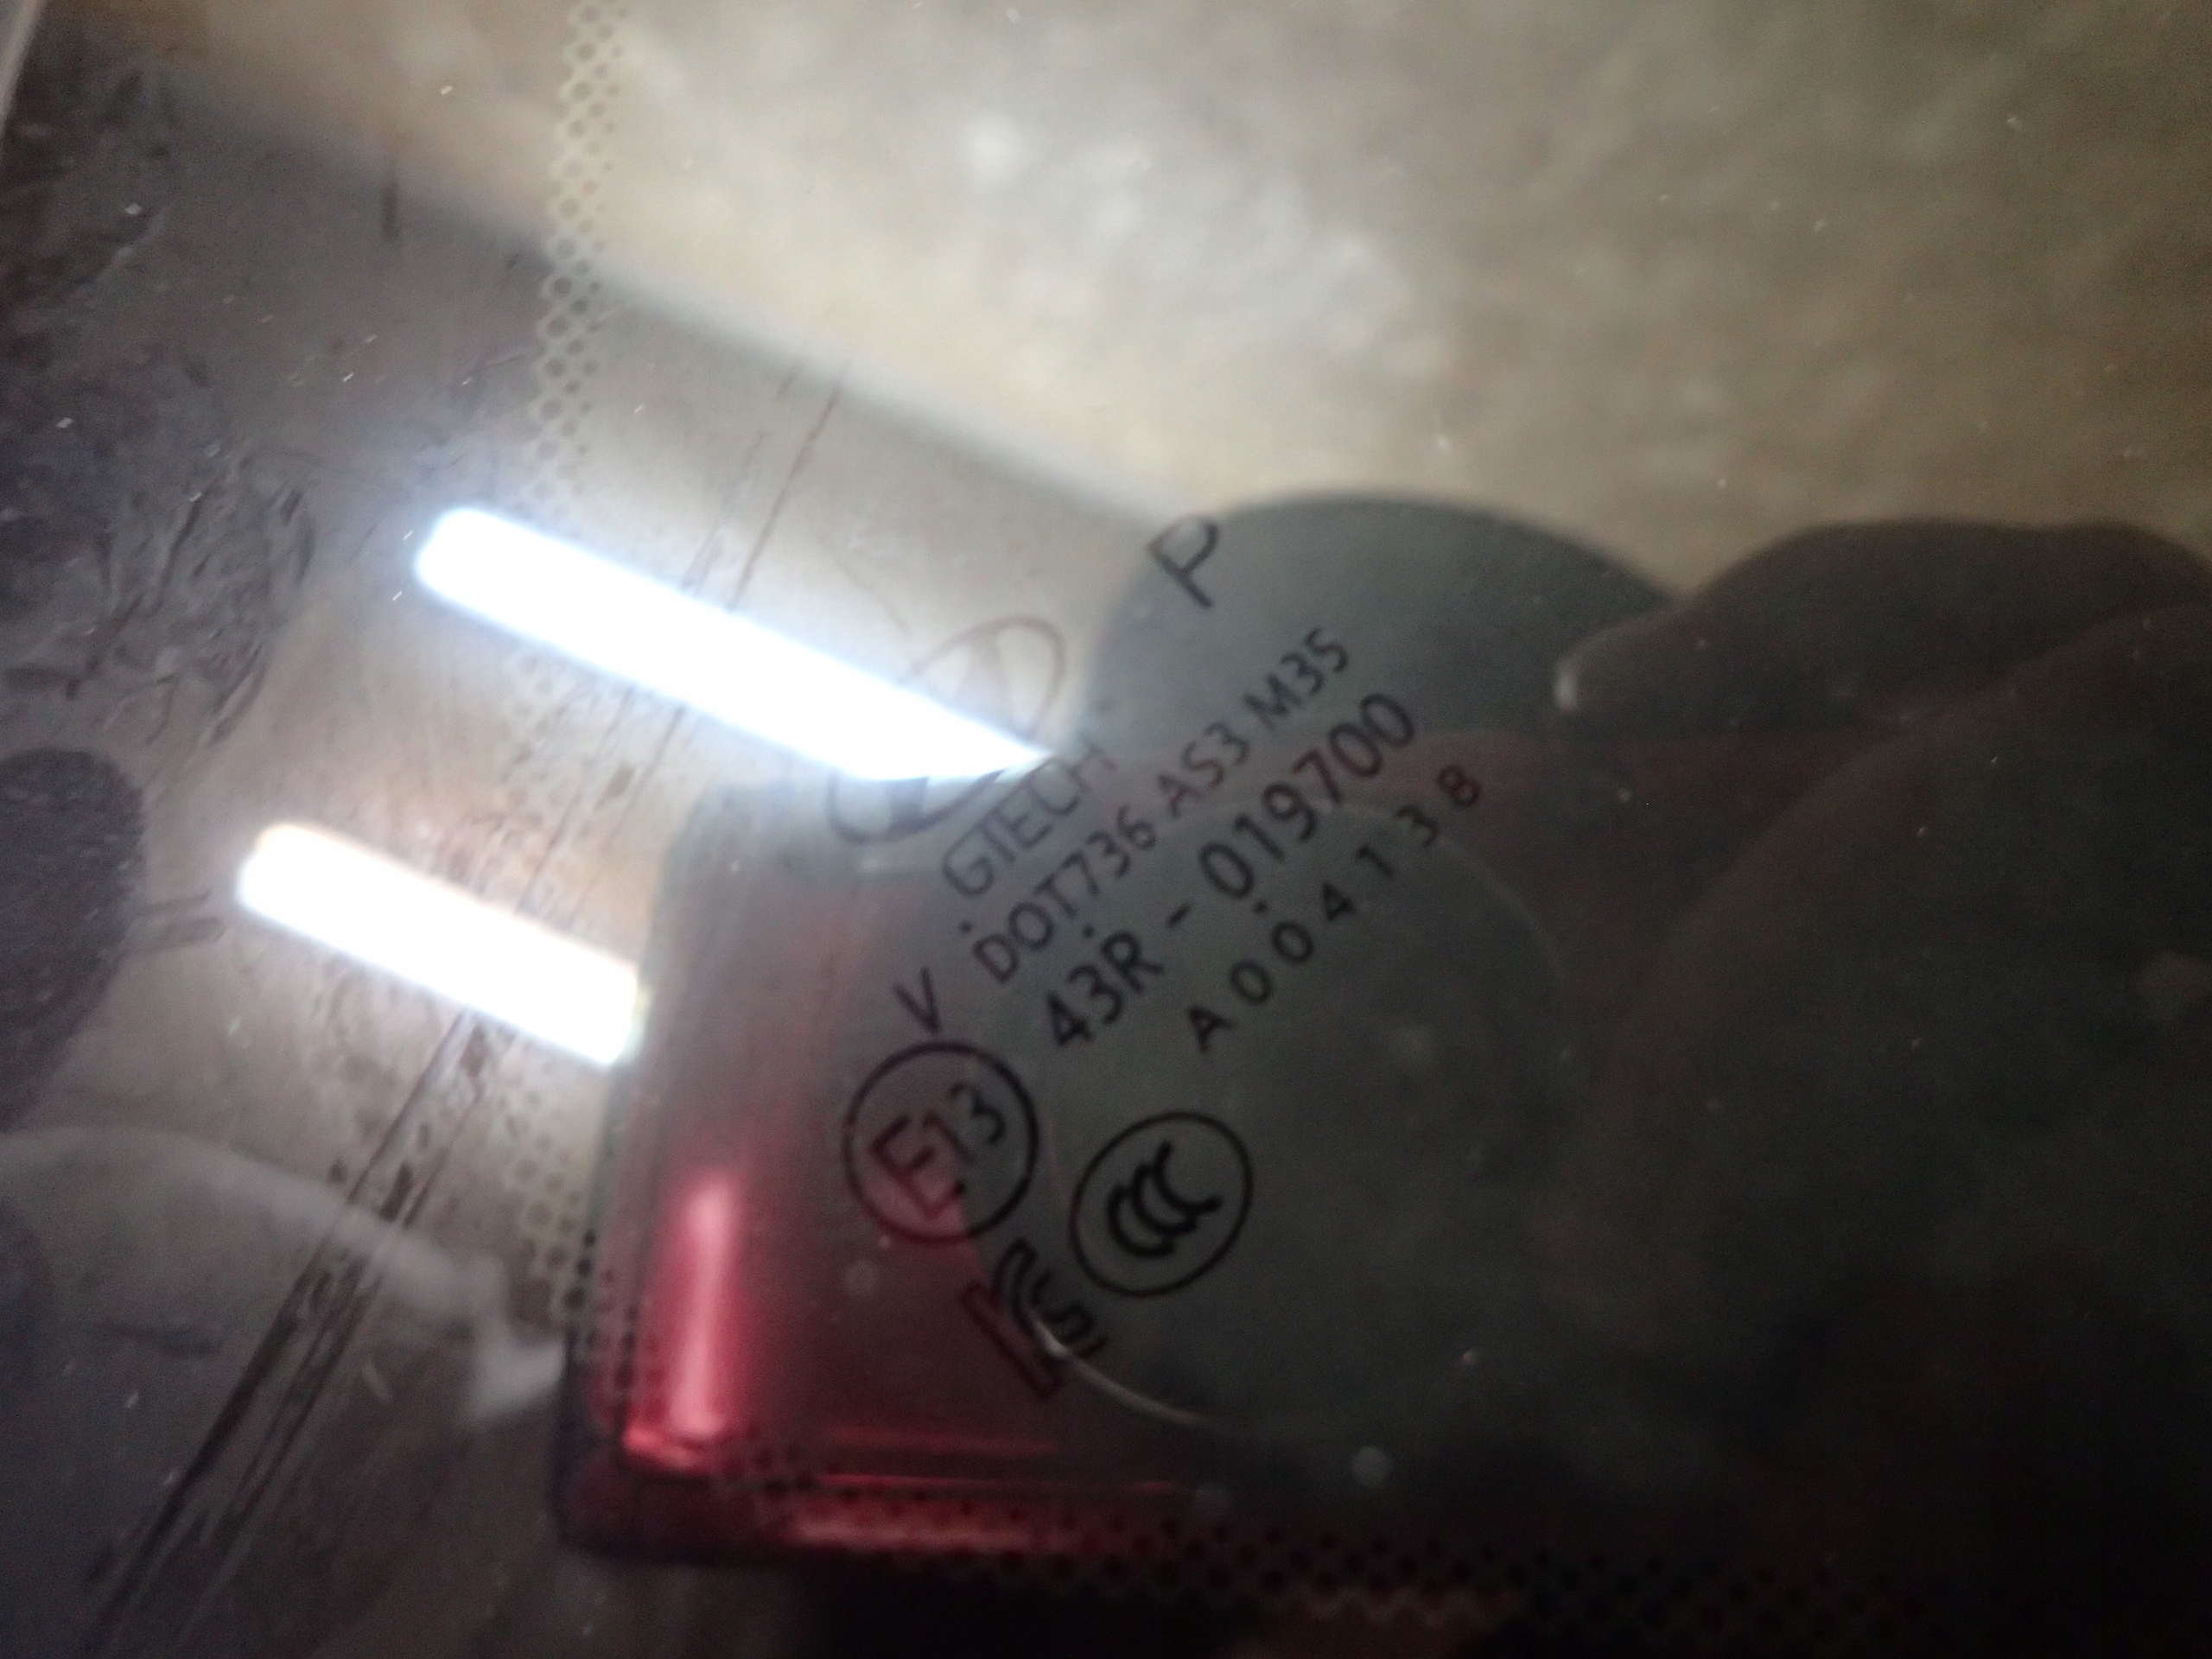 P
GTECH
V DOT736 AS3 M35
43R - 019700
A004138
E13
CCC